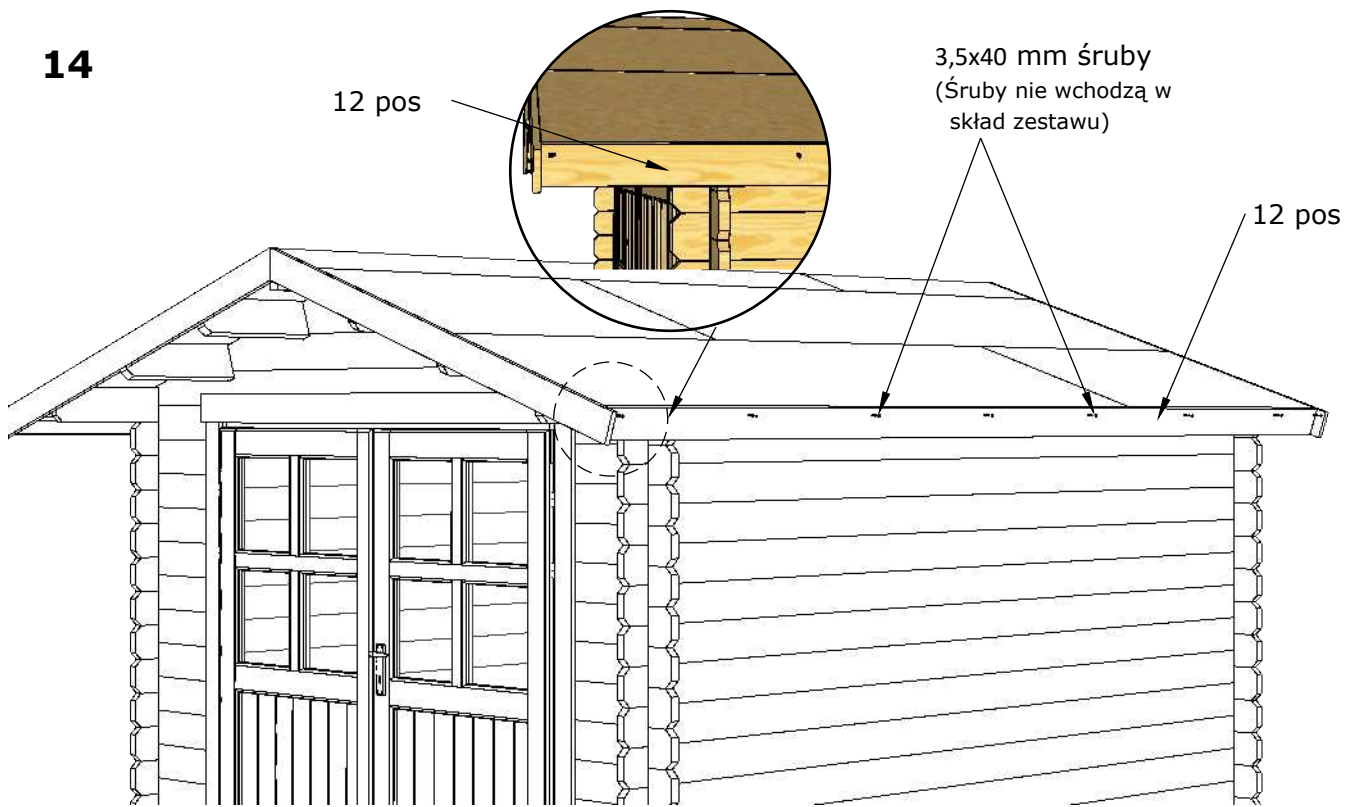 14
12 pos
3,5x40 mm śruby
(Śruby nie wchodzą w
skład zestawu)
12 pos